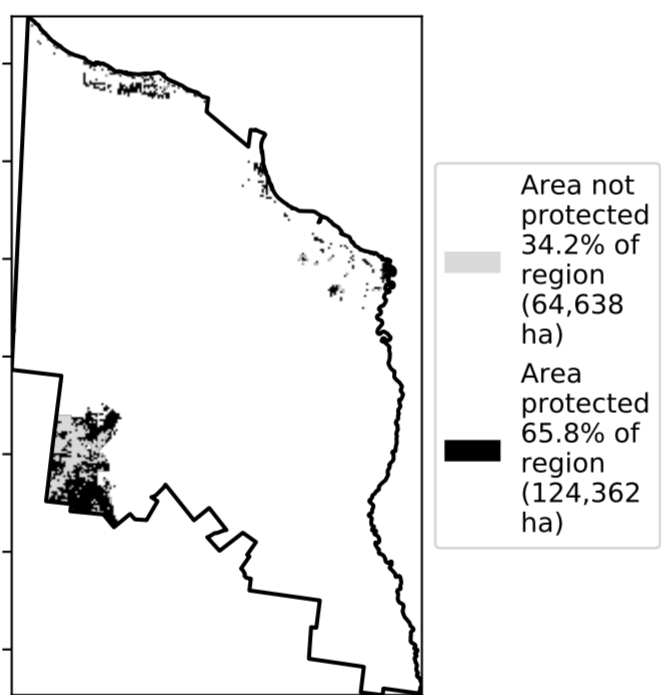 Area not
protected
34.2% of
region
(64,638
ha)
Area
protected
65.8% of
region
(124,362
ha)